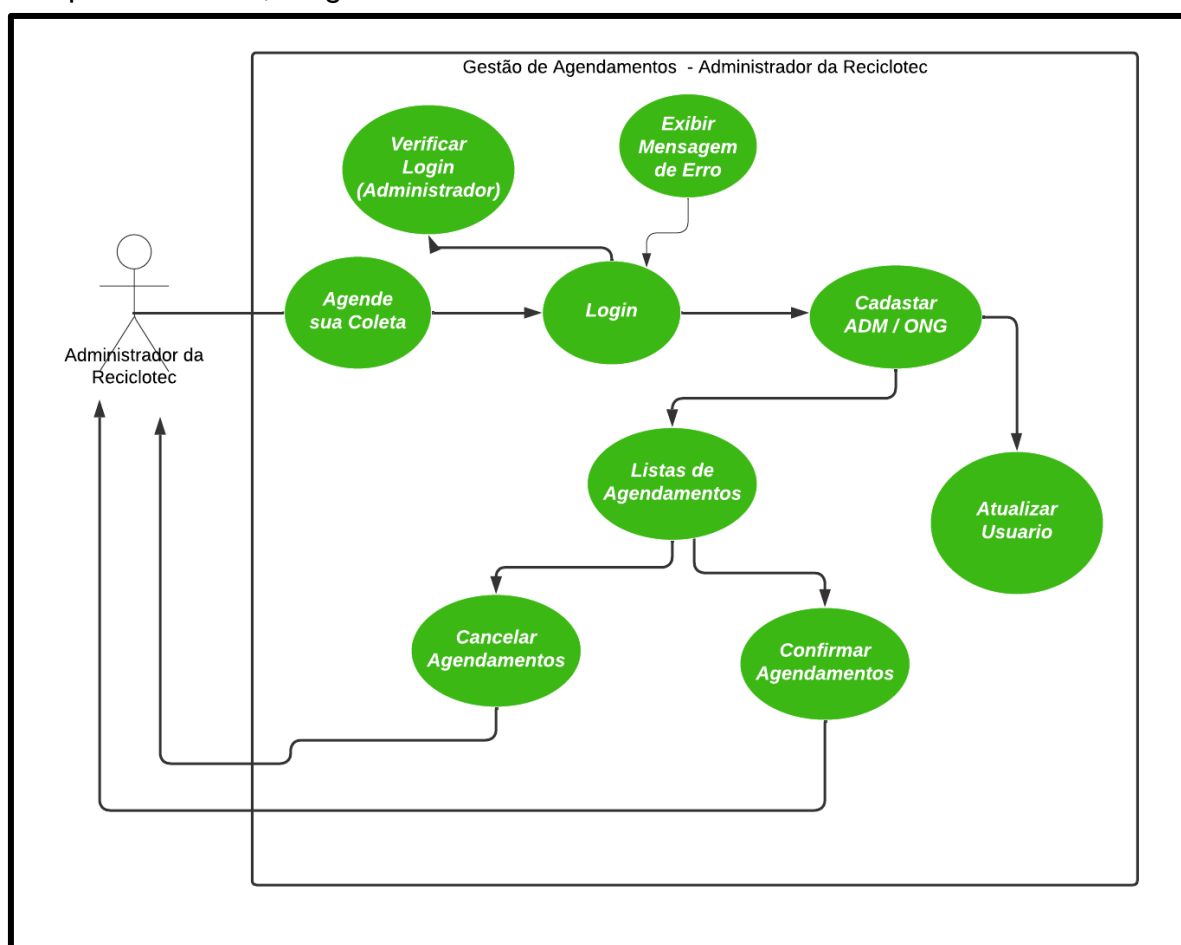 Gestão de Agendamentos - Administrador da Reciclotec
Exibir
Mensagem
de Erro
Verificar
Login
(Administrador)
Agende
sua Coleta
Login
Cadastar
ADM / ONG
Administrador da
Reciclotec
Listas de
Agendamentos
Atualizar
Usuario
Cancelar
Agendamentos
Confirmar
Agendamentos